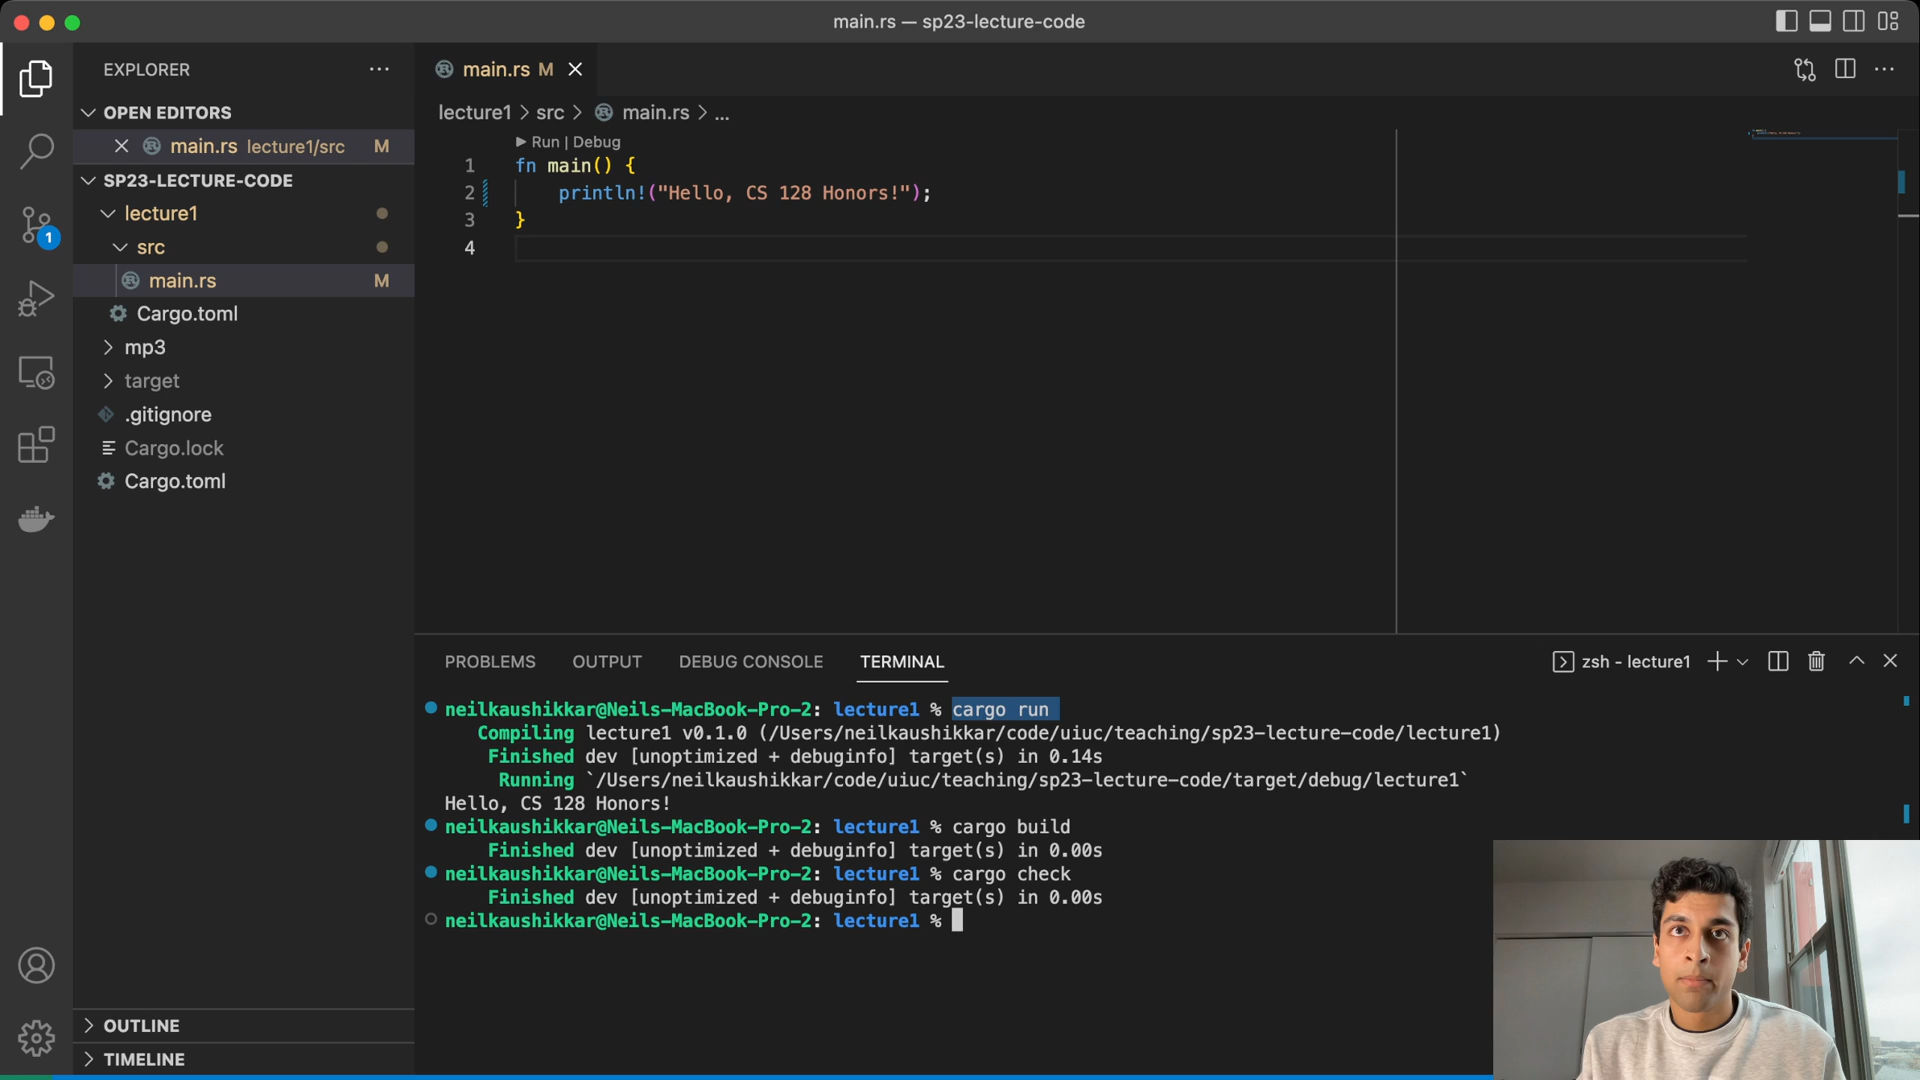 main.rs — sp23-lecture-code
EXPLORER
OPEN EDITORS
main.rs lecture1/src M
SP23-LECTURE-CODE
lecture1
src
main.rs M
Cargo.toml
mp3
target
.gitignore
Cargo.lock
Cargo.toml
OUTLINE
TIMELINE
1
main.rs M
lecture1 > src > main.rs > ...
Run | Debug
1 fn main() {
2 println!("Hello, CS 128 Honors!");
3 }
4
PROBLEMS OUTPUT DEBUG CONSOLE TERMINAL zsh - lecture1
neilkaushikkar@Neils-MacBook-Pro-2: lecture1 % cargo run
Compiling lecture1 v0.1.0 (/Users/neilkaushikkar/code/uiuc/teaching/sp23-lecture-code/lecture1)
Finished dev [unoptimized + debuginfo] target(s) in 0.14s
Running `/Users/neilkaushikkar/code/uiuc/teaching/sp23-lecture-code/target/debug/lecture1`
Hello, CS 128 Honors!
neilkaushikkar@Neils-MacBook-Pro-2: lecture1 % cargo build
Finished dev [unoptimized + debuginfo] target(s) in 0.00s
neilkaushikkar@Neils-MacBook-Pro-2: lecture1 % cargo check
Finished dev [unoptimized + debuginfo] target(s) in 0.00s
neilkaushikkar@Neils-MacBook-Pro-2: lecture1 %